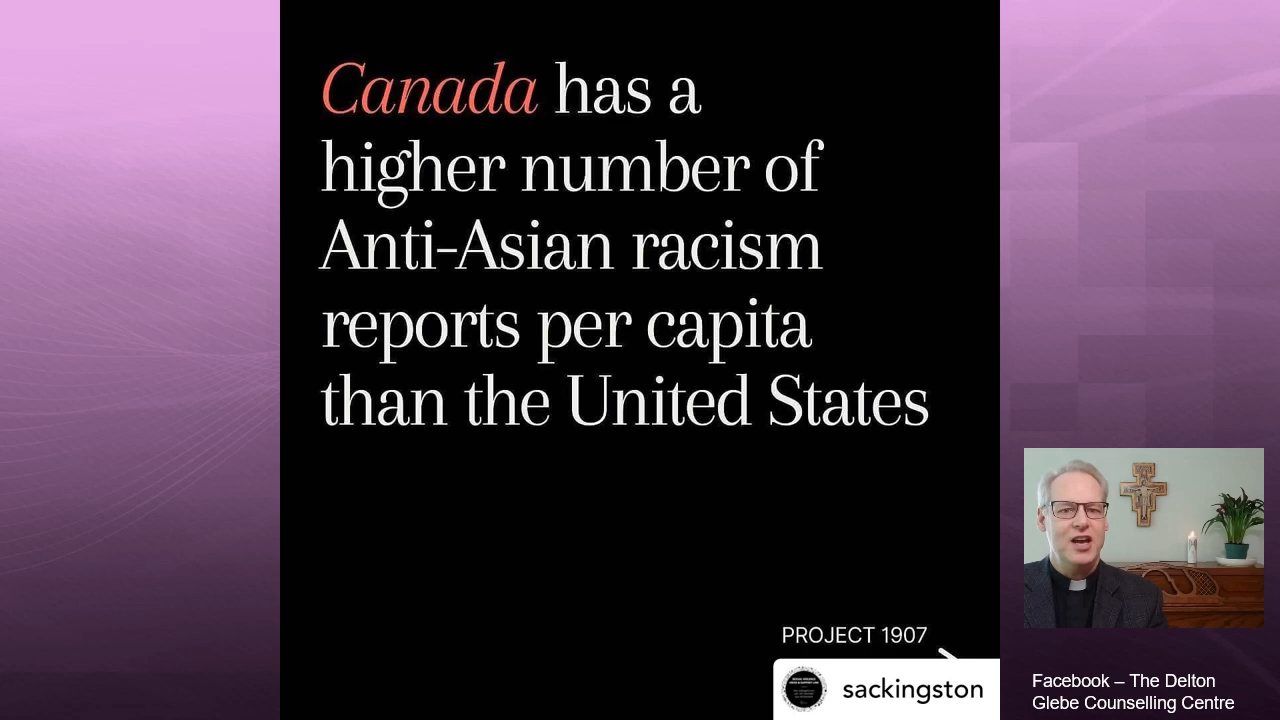 Canada has a
higher number of
Anti-Asian racism
reports per capita
than the United States
PROJECT 1907
sackingston
Facebook – The Delton
Glebe Counselling Centre